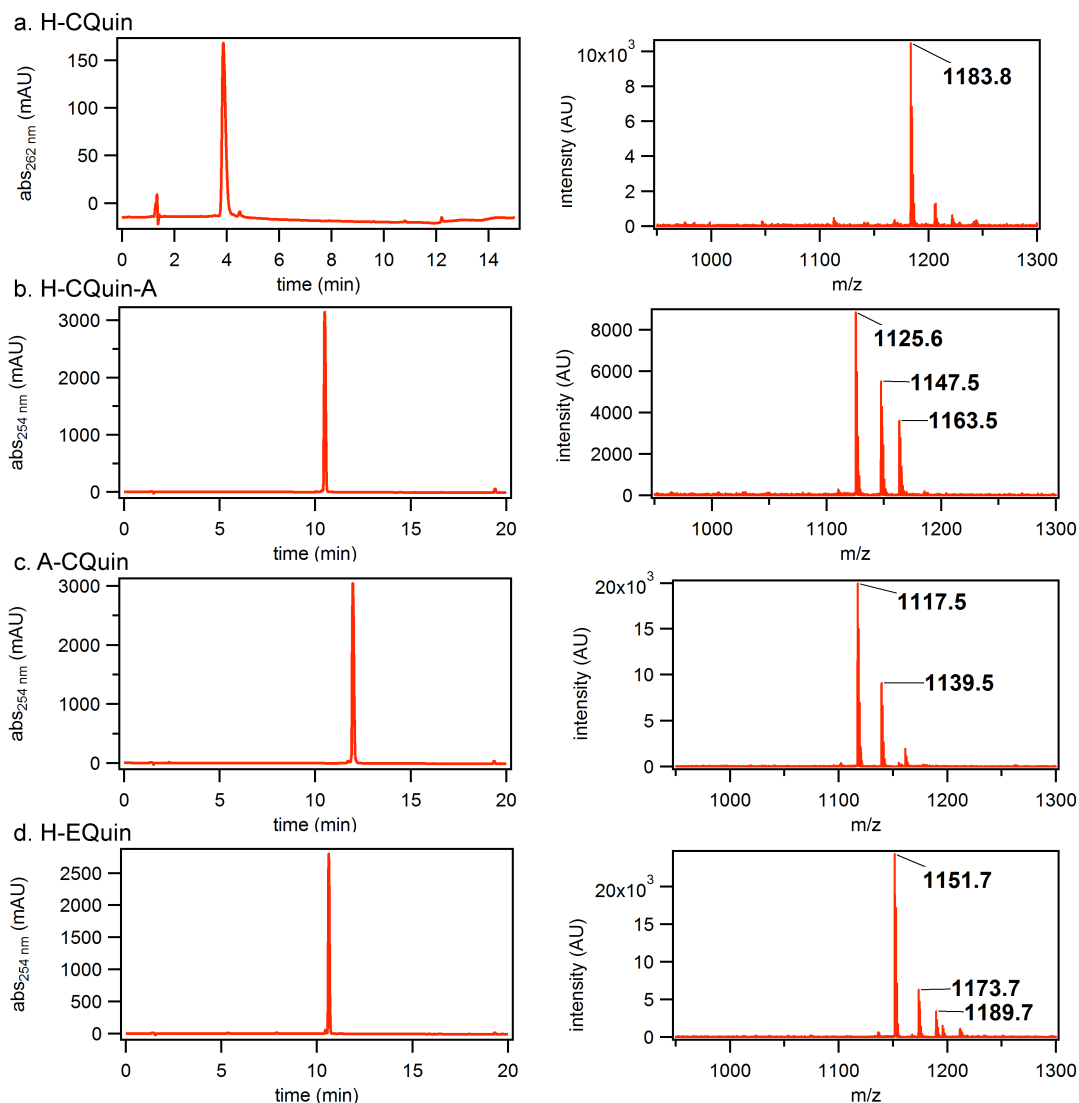 a. H-CQuin
abs262 nm (mAU)
150
100
50
0
0 2 4 6 8 10 12 14
time (min)
intensity (AU)
10x10³
8
6
4
2
0
1183.8
1000 1100 1200 1300
m/z
b. H-CQuin-A
abs254 nm (mAU)
3000
2000
1000
0
0 5 10 15 20
time (min)
intensity (AU)
8000
6000
4000
2000
0
1125.6
1147.5
1163.5
1000 1100 1200 1300
m/z
c. A-CQuin
abs254 nm (mAU)
3000
2000
1000
0
0 5 10 15 20
time (min)
intensity (AU)
20x10³
15
10
5
0
1117.5
1139.5
1000 1100 1200 1300
m/z
d. H-EQuin
abs254 nm (mAU)
2500
2000
1500
1000
500
0
0 5 10 15 20
time (min)
intensity (AU)
20x10³
15
10
5
0
1151.7
1173.7
1189.7
1000 1100 1200 1300
m/z